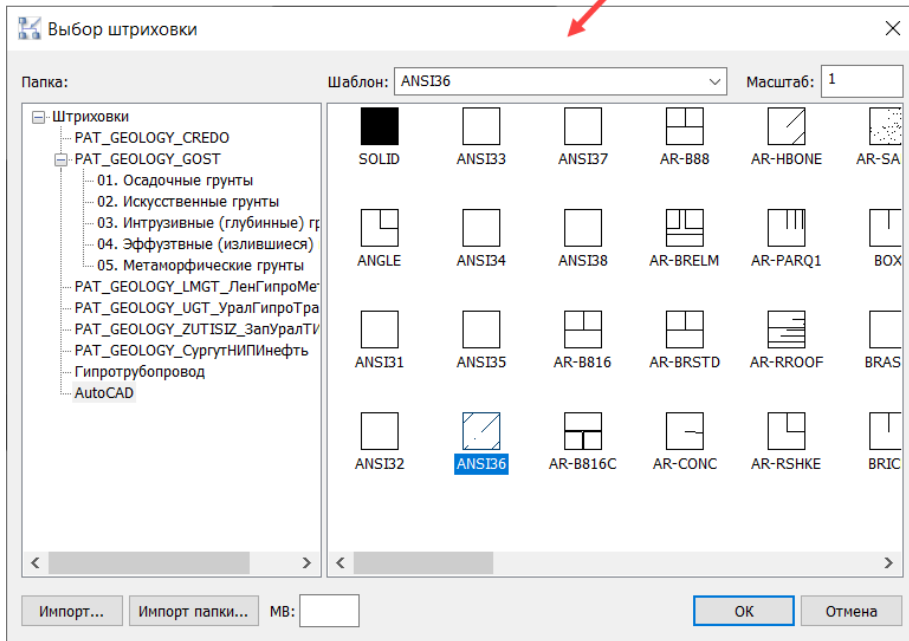 Выбор штриховки
Папка:
Шаблон: ANSI36
Масштаб: 1
Штриховки
PAT_GEOLOGY_CREDO
PAT_GEOLOGY_GOST
01. Осадочные грунты
02. Искусственные грунты
03. Интрузивные (глубинные) гр
04. Эффузтвные (излившиеся)
05. Метаморфические грунты
PAT_GEOLOGY_LMGT_ЛенГипроМе
PAT_GEOLOGY_UGT_УралГипроТра
PAT_GEOLOGY_ZUTISIZ_ЗапУралТИ
PAT_GEOLOGY_СургутНИПИнефть
Гипротрубопровод
AutoCAD
SOLID ANSI33 ANSI37 AR-B88 AR-HBONE AR-SA
ANGLE ANSI34 ANSI38 AR-BRELM AR-PARQ1 BOX
ANSI31 ANSI35 AR-B816 AR-BRSTD AR-RROOF BRAS
ANSI32 ANSI36 AR-B816C AR-CONC AR-RSHKE BRIC
Импорт... Импорт папки... МВ: ОК Отмена